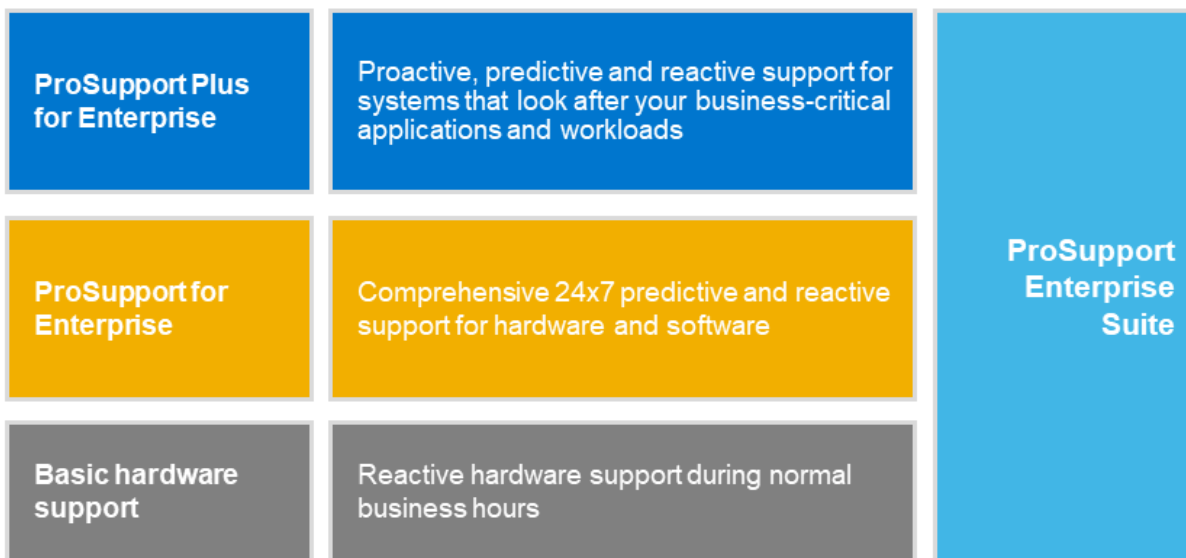 ProSupport Plus
for Enterprise
Proactive, predictive and reactive support for
systems that look after your business-critical
applications and workloads
ProSupport for
Enterprise
Comprehensive 24x7 predictive and reactive
support for hardware and software
Basic hardware
support
Reactive hardware support during normal
business hours
ProSupport
Enterprise
Suite